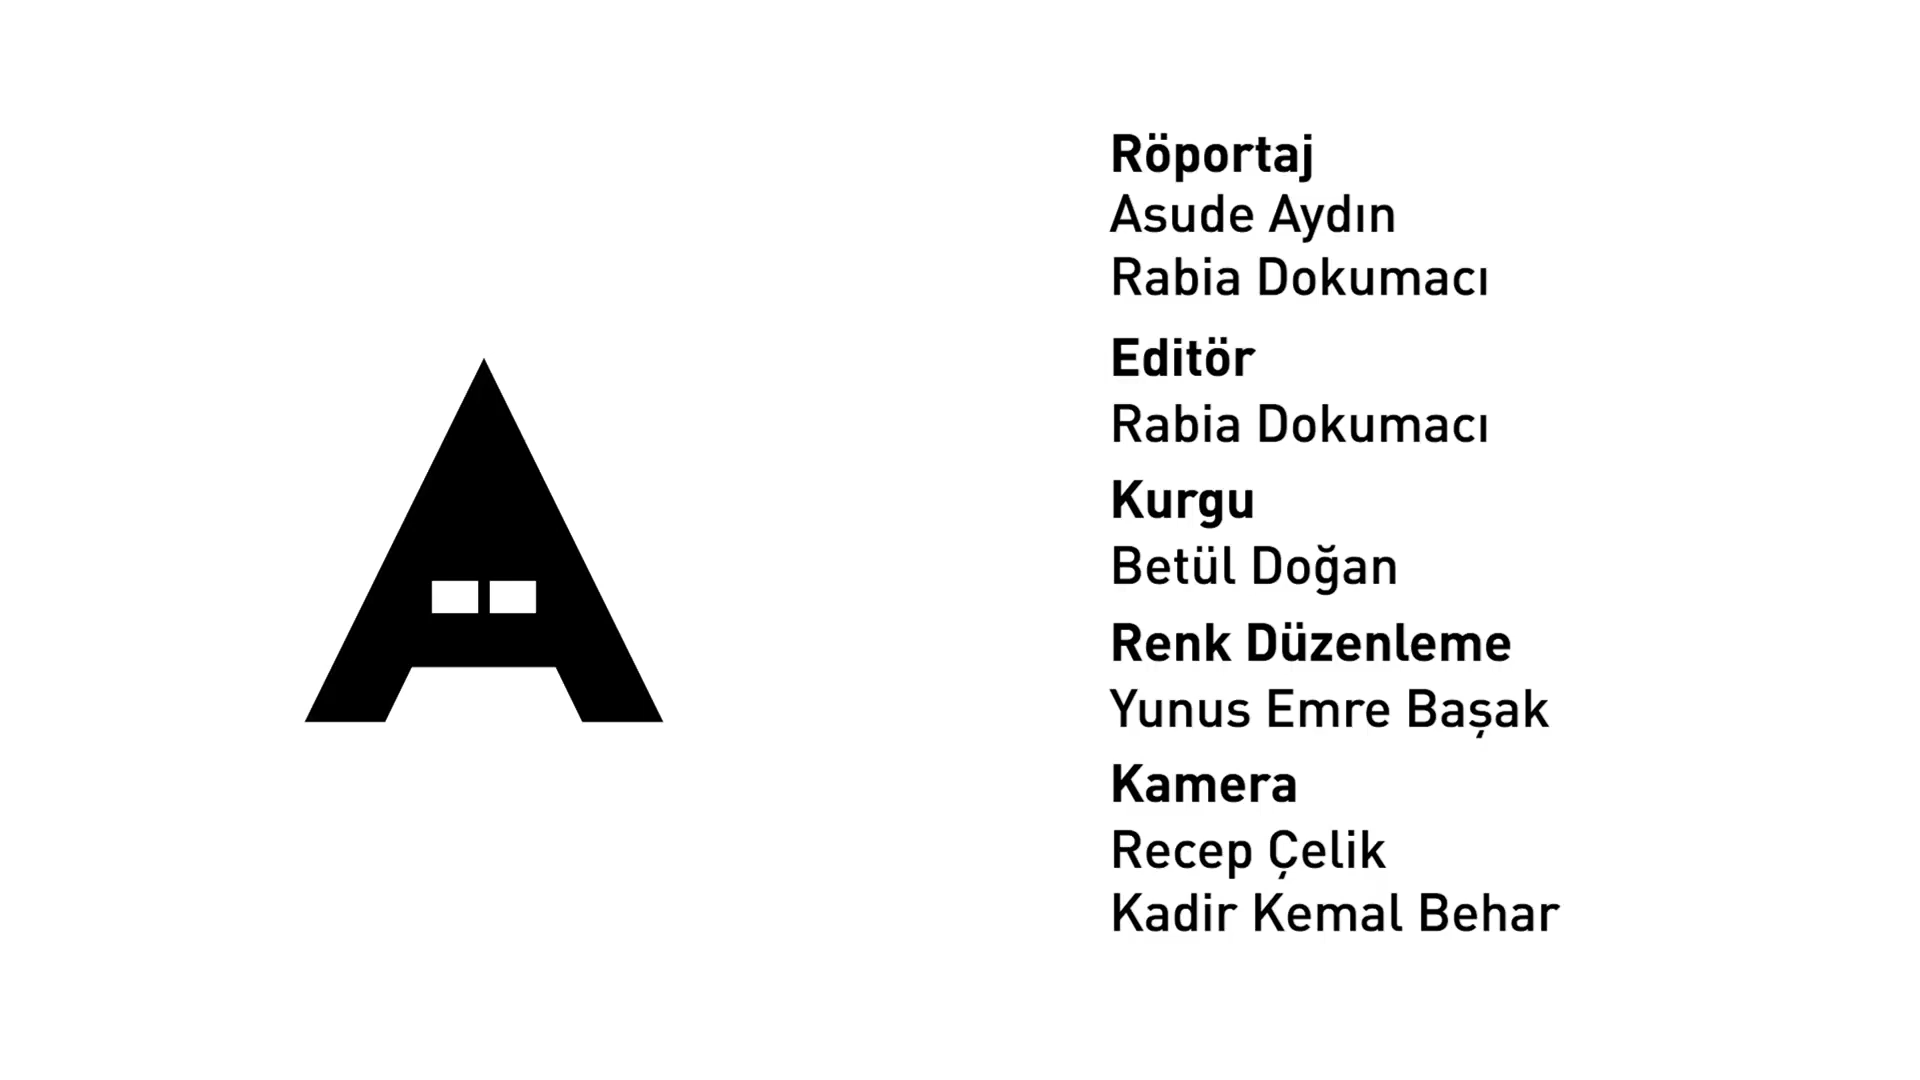 Röportaj
Asude Aydın
Rabia Dokumacı
Editör
Rabia Dokumacı
Kurgu
Betül Doğan
Renk Düzenleme
Yunus Emre Başak
Kamera
Recep Çelik
Kadir Kemal Behar